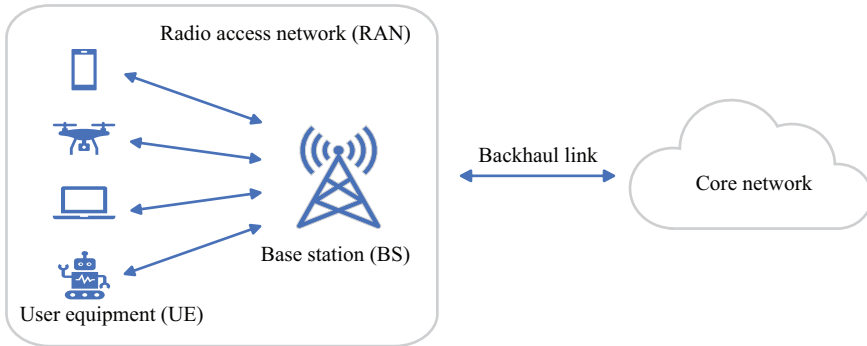 Radio access network (RAN)
Backhaul link
Core network
Base station (BS)
User equipment (UE)